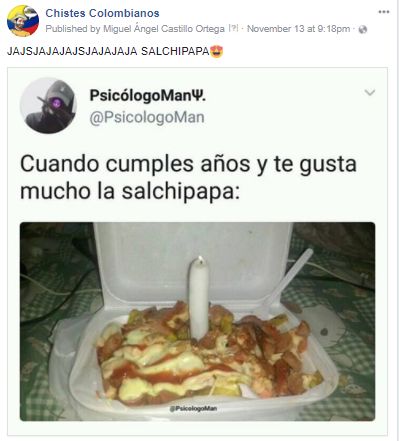 Chistes Colombianos
Published by Miguel Ángel Castillo Ortega [?] · November 13 at 9:18pm ·
JAJSJAJAJAJSJAJAJAJA SALCHIPAPA😍
PsicólogoManΨ.
@PsicologoMan
Cuando cumples años y te gusta
mucho la salchipapa:
@PsicologoMan